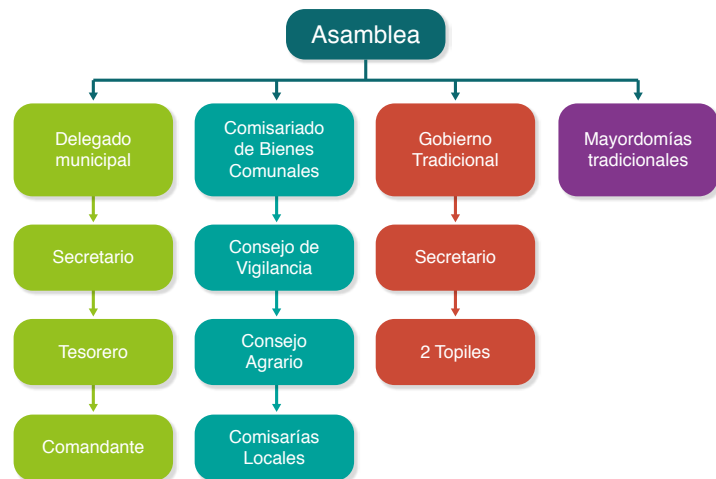 Asamblea
Delegado
municipal
Comisariado
de Bienes
Comunales
Gobierno
Tradicional
Mayordomías
tradicionales
Secretario
Consejo de
Vigilancia
Secretario
Tesorero
Consejo
Agrario
2 Topiles
Comandante
Comisarías
Locales